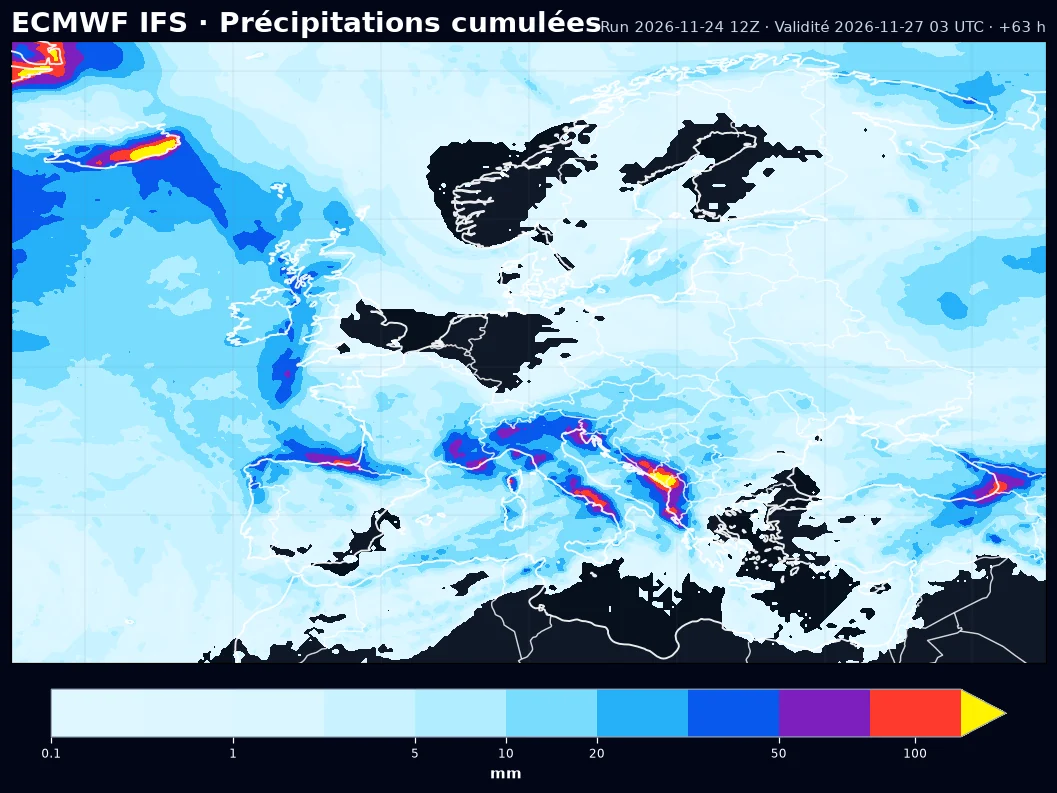 ECMWF IFS · Précipitations cumulées
Run 2026-11-24 12Z · Validité 2026-11-27 03 UTC · +63 h
0.1 1 5 10 20 50 100
mm